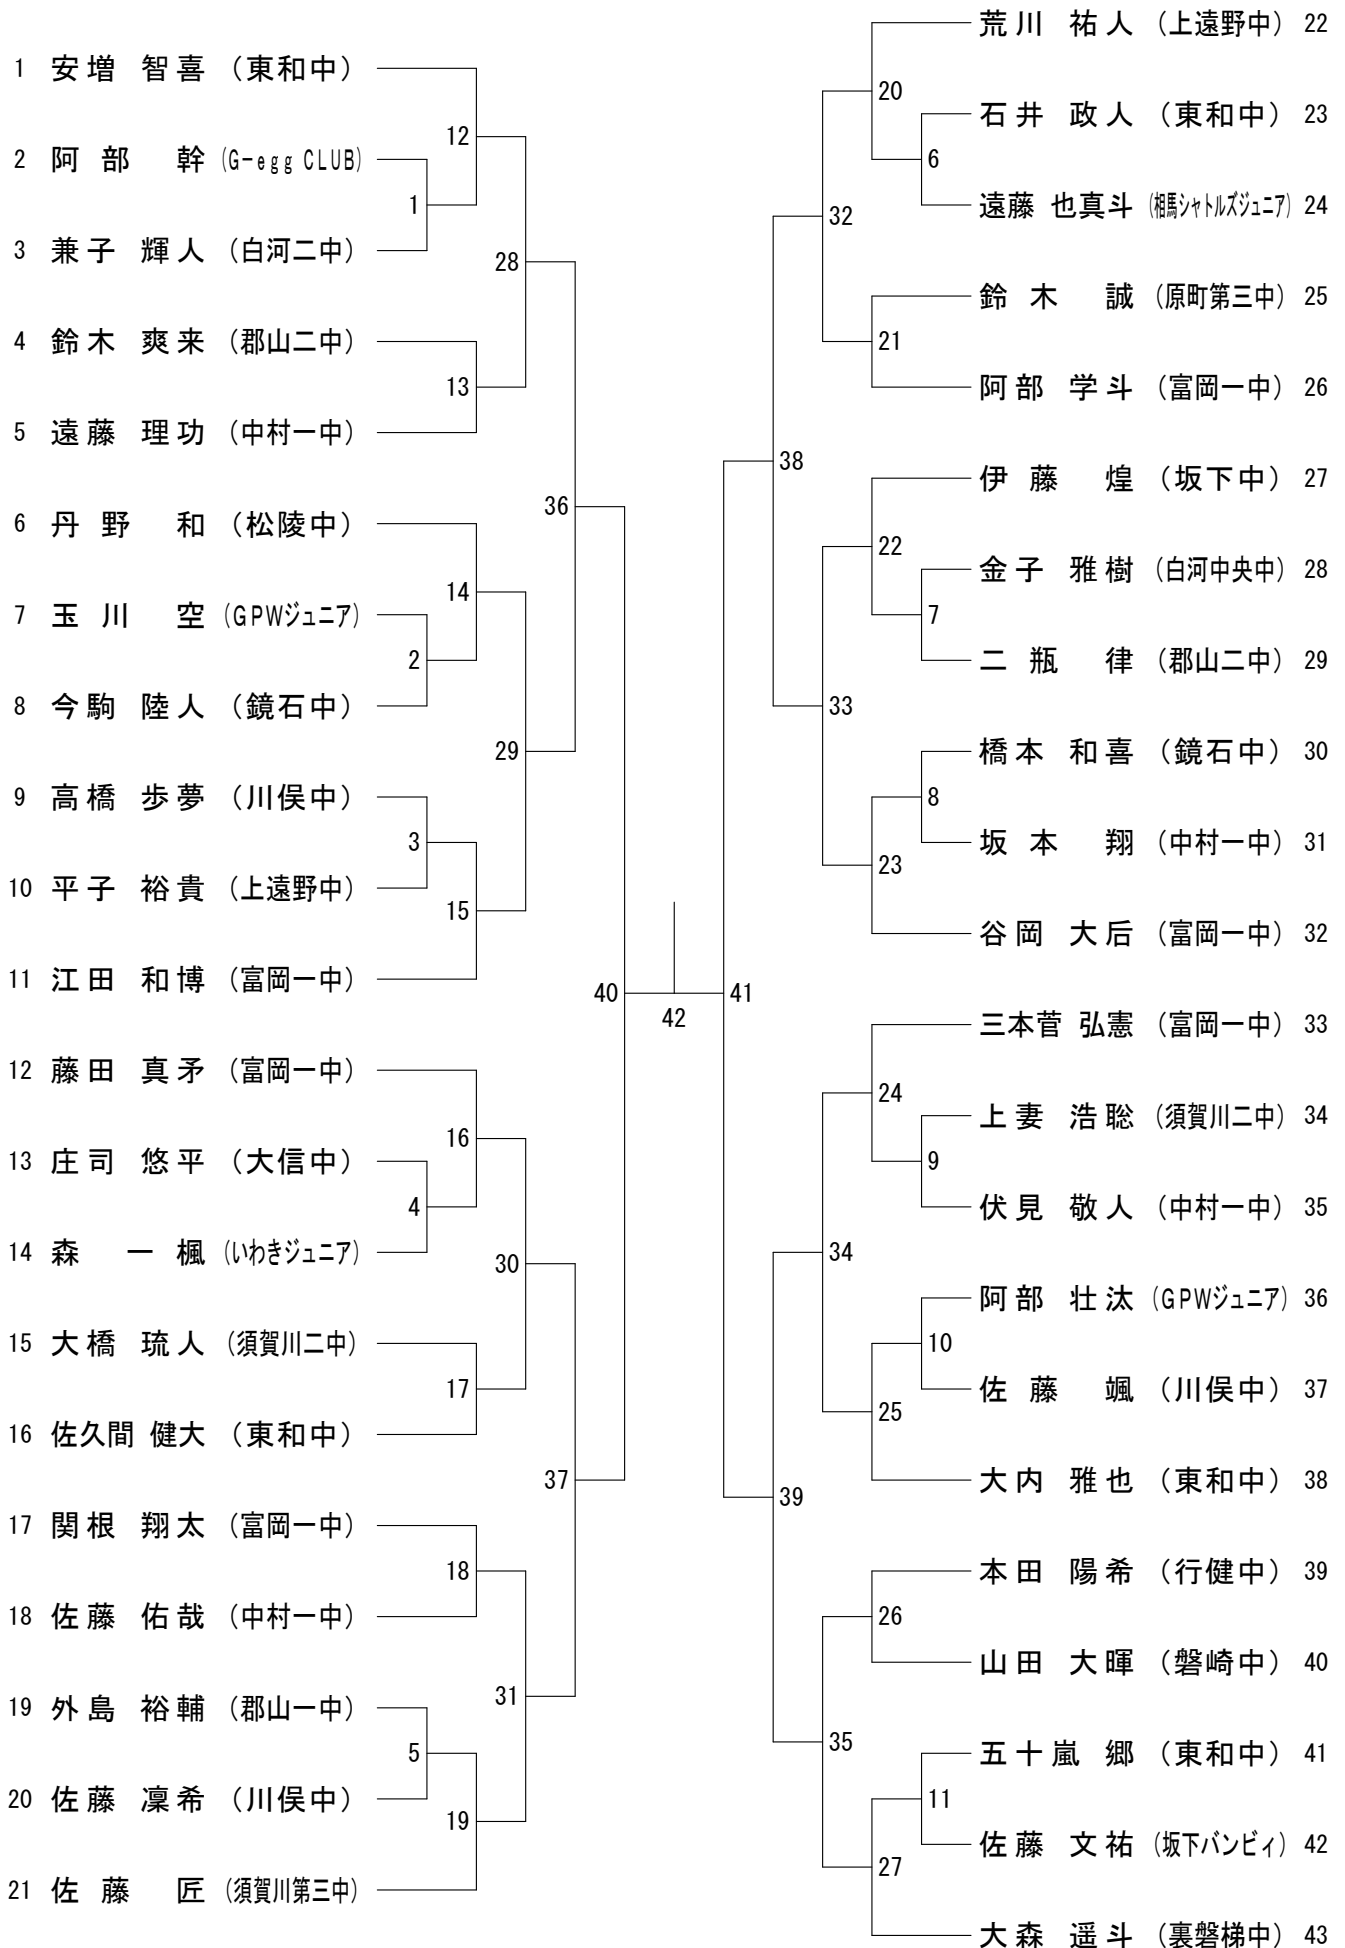 1 安増 智喜 （東和中）
2 阿部 幹 （G-egg CLUB）
3 兼子 輝人 （白河二中）
4 鈴木 爽来 （郡山二中）
5 遠藤 理功 （中村一中）
6 丹野 和 （松陵中）
7 玉川 空 （GPWジュニア）
8 今駒 陸人 （鏡石中）
9 高橋 歩夢 （川俣中）
10 平子 裕貴 （上遠野中）
11 江田 和博 （富岡一中）
12 藤田 真矛 （富岡一中）
13 庄司 悠平 （大信中）
14 森 一楓 （いわきジュニア）
15 大橋 琉人 （須賀川二中）
16 佐久間 健大 （東和中）
17 関根 翔太 （富岡一中）
18 佐藤 佑哉 （中村一中）
19 外島 裕輔 （郡山一中）
20 佐藤 凜希 （川俣中）
21 佐藤 匠 （須賀川第三中）
1
2
3
4
5
12
13
14
15
16
17
18
19
28
29
30
31
36
37
40
42
41
38
39
32
33
34
35
20
21
22
23
24
25
26
27
6
7
8
9
10
11
荒川 祐人 （上遠野中） 22
石井 政人 （東和中） 23
遠藤 也真斗 （相馬シャトルズジュニア） 24
鈴木 誠 （原町第三中） 25
阿部 学斗 （富岡一中） 26
伊藤 煌 （坂下中） 27
金子 雅樹 （白河中央中） 28
二瓶 律 （郡山二中） 29
橋本 和喜 （鏡石中） 30
坂本 翔 （中村一中） 31
谷岡 大后 （富岡一中） 32
三本菅 弘憲 （富岡一中） 33
上妻 浩聡 （須賀川二中） 34
伏見 敬人 （中村一中） 35
阿部 壮汰 （GPWジュニア） 36
佐藤 颯 （川俣中） 37
大内 雅也 （東和中） 38
本田 陽希 （行健中） 39
山田 大暉 （磐崎中） 40
五十嵐 郷 （東和中） 41
佐藤 文祐 （坂下バンビィ） 42
大森 遥斗 （裏磐梯中） 43